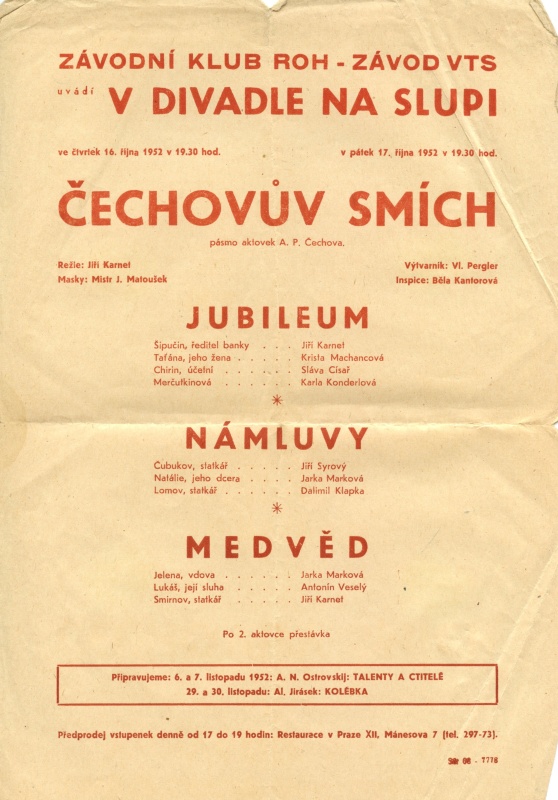 ZÁVODNÍ KLUB ROH - ZÁVOD VTS
uvádí V DIVADLE NA SLUPI
ve čtvrtek 16. října 1952 v 19.30 hod. v pátek 17. října 1952 v 19.30 hod.
ČECHOVŮV SMÍCH
pásmo aktovek A. P. Čechova.
Režie: Jiří Karnet Výtvarník: Vl. Pergler
Masky: Mistr J. Matoušek Inspice: Běla Kantorová
JUBILEUM
Šipučin, ředitel banky . . . Jiří Karnet
Taťána, jeho žena . . . . . Krista Machancová
Chirin, účetní . . . . . . Sláva Císař
Merčutkinová . . . . . . Karla Konderlová
*
NÁMLUVY
Čubukov, statkář . . . . . Jiří Syrový
Natálie, jeho dcera . . . . Jarka Marková
Lomov, statkář . . . . . . Dalimil Klapka
*
MEDVĚD
Jelena, vdova . . . . . . Jarka Marková
Lukáš, její sluha . . . . . Antonín Veselý
Smirnov, statkář . . . . . Jiří Karnet
Po 2. aktovce přestávka
Připravujeme: 6. a 7. listopadu 1952: A. N. Ostrovskij: TALENTY A CTITELÉ
29. a 30. listopadu: Al. Jirásek: KOLÉBKA
Předprodej vstupenek denně od 17 do 19 hodin: Restaurace v Praze XII, Mánesova 7 (tel. 297-73).
08 - 7778